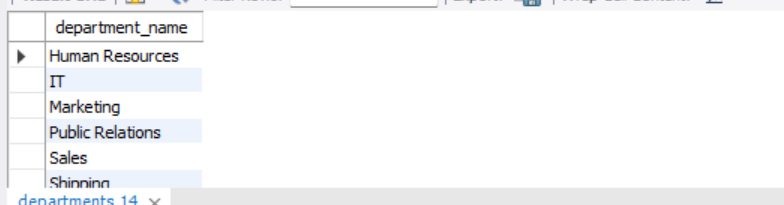 department_name
Human Resources
IT
Marketing
Public Relations
Sales
Shipping
departments 14